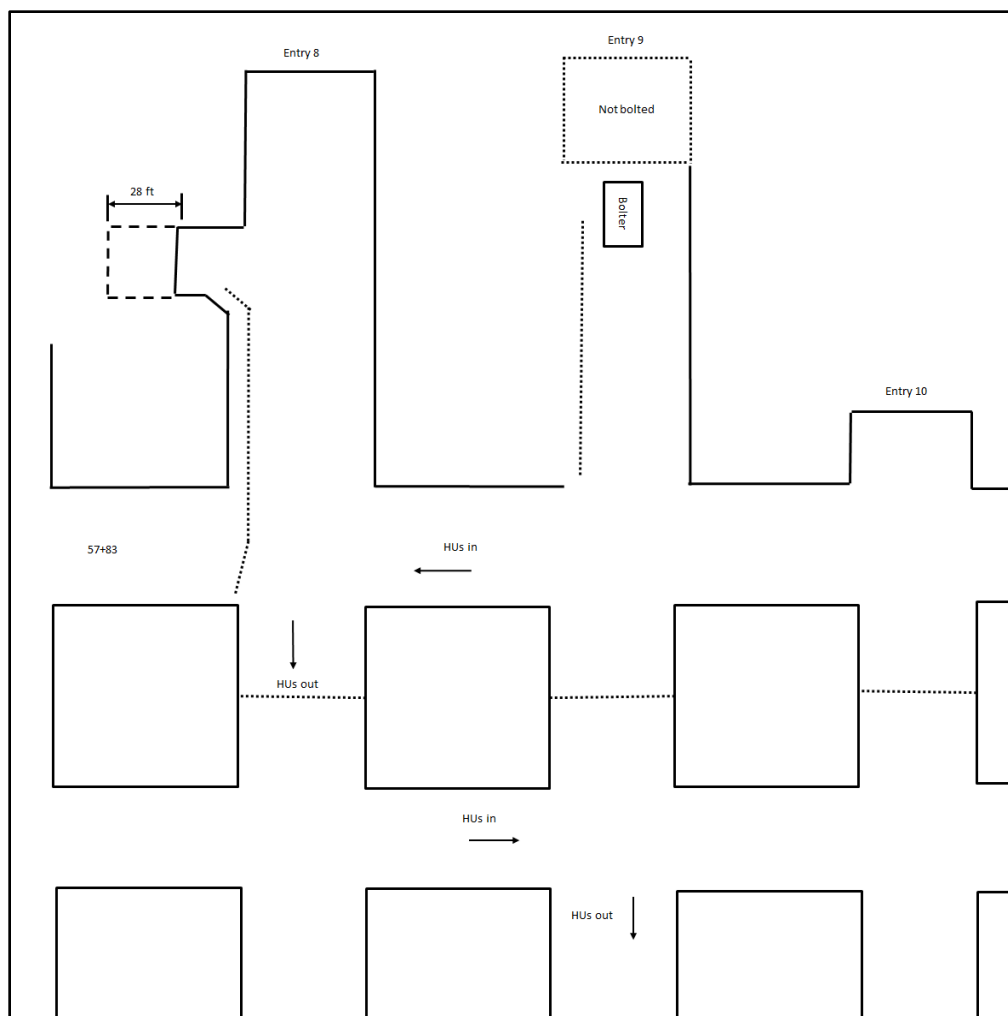 Entry 9
Entry 8
Not bolted
28 ft
Bolter
Entry 10
57+83
HUs in
HUs out
HUs in
HUs out